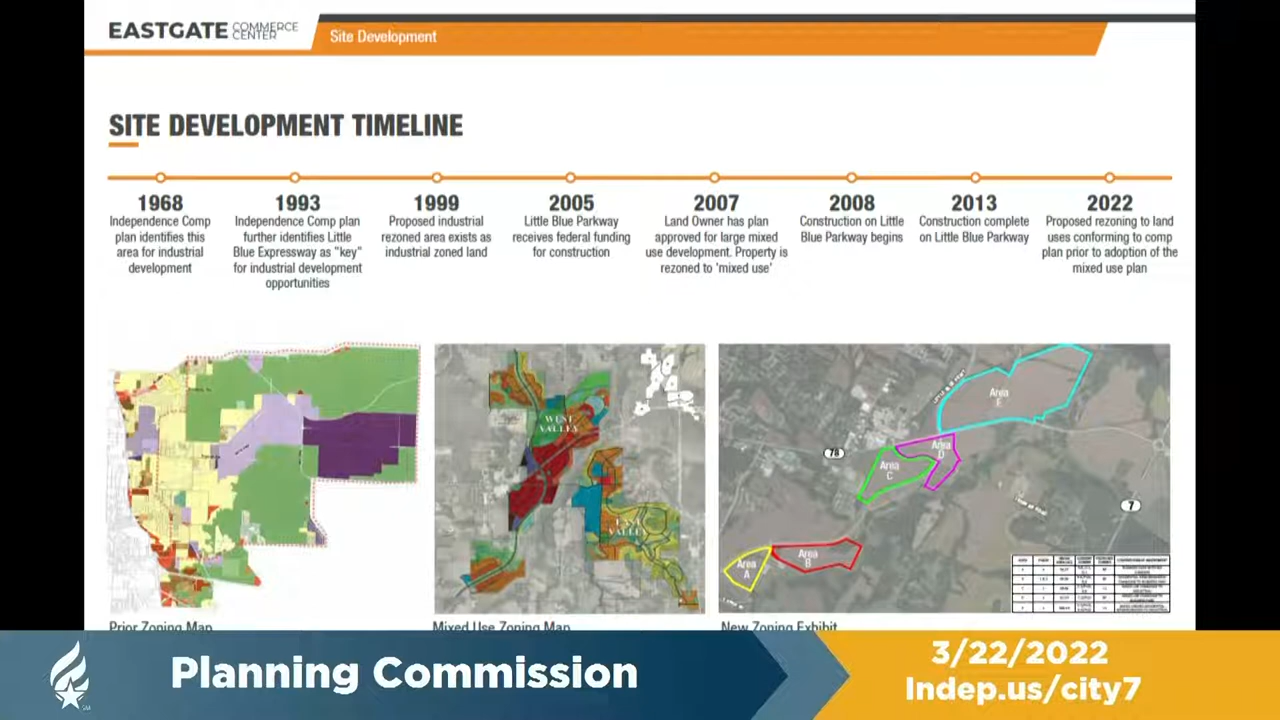 EASTGATE COMMERCE CENTER
Site Development
SITE DEVELOPMENT TIMELINE
1968
Independence Comp
plan identifies this
area for industrial
development
1993
Independence Comp plan
further identifies Little
Blue Expressway as "key"
for industrial development
opportunities
1999
Proposed industrial
rezoned area exists as
industrial zoned land
2005
Little Blue Parkway
receives federal funding
for construction
2007
Land Owner has plan
approved for large mixed
use development. Property is
rezoned to 'mixed use'
2008
Construction on Little
Blue Parkway begins
2013
Construction complete
on Little Blue Parkway
2022
Proposed rezoning to land
uses conforming to comp
plan prior to adoption of the
mixed use plan
WEST
VALLEY
EAST
VALLEY
Area
E
Area
D
Area
C
78
7
Area
B
Area
A
Prior Zoning Map
Mixed Use Zoning Map
New Zoning Exhibit
Planning Commission
3/22/2022
Indep.us/city7